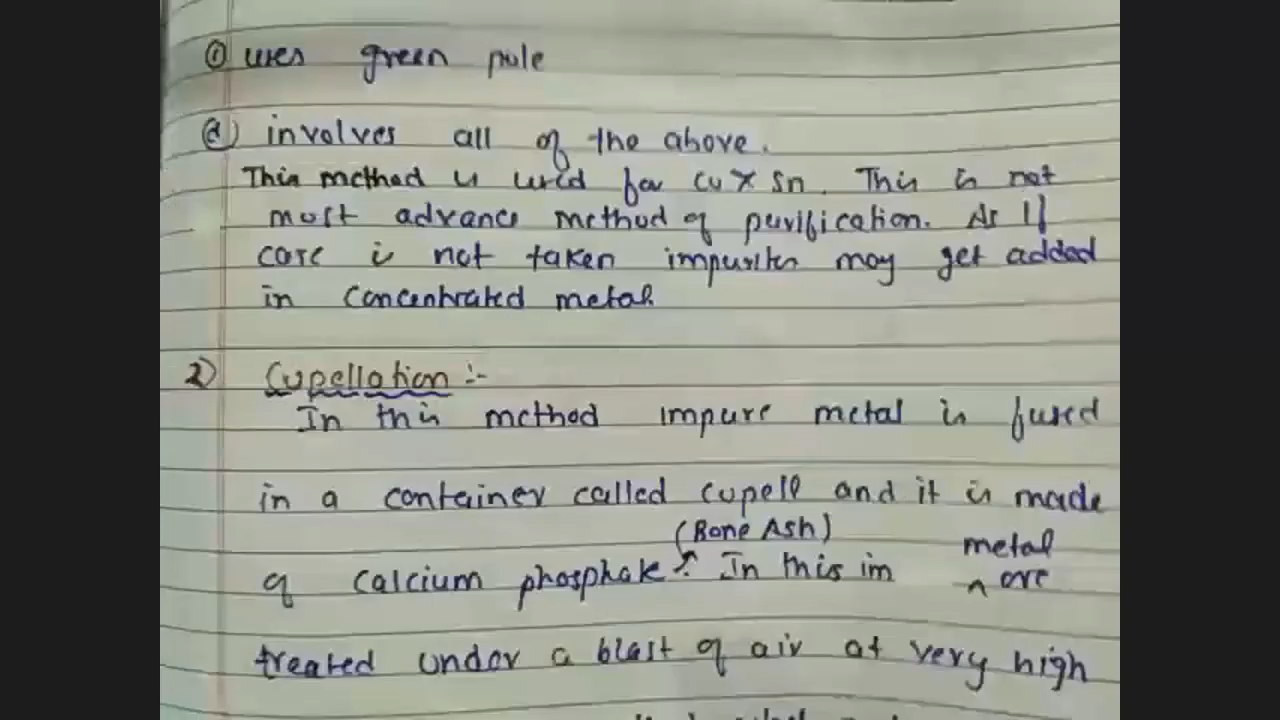 ① uses green pole
ⓓ involves all of the above.
This method is used for Cu × Sn. This is not
most advance method of purification. As If
care is not taken impurities may get added
in concentrated metal.
2) Cupellation :-
In this method impure metal is fused
in a container called cupell and it is made
(Bone Ash) metal
of calcium phosphate. In this im ^ ore
treated under a blast of air at very high